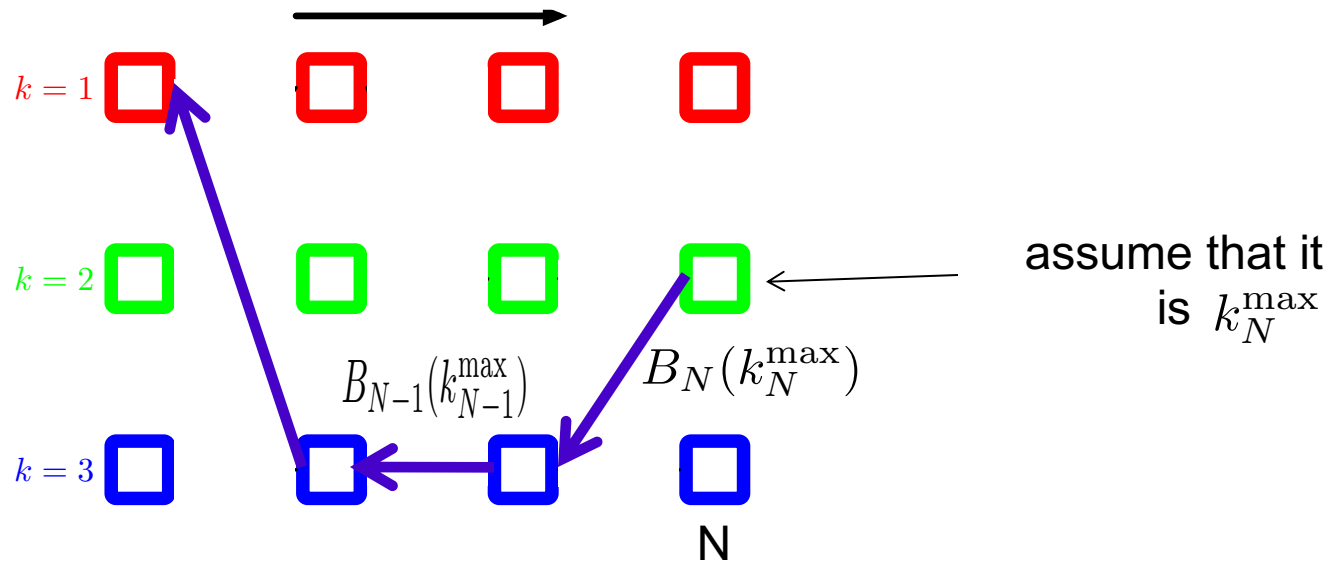 k = 1
k = 2
assume that it
is k_N^max
B_{N−1}(k_{N−1}^max)
B_N(k_N^max)
k = 3
N